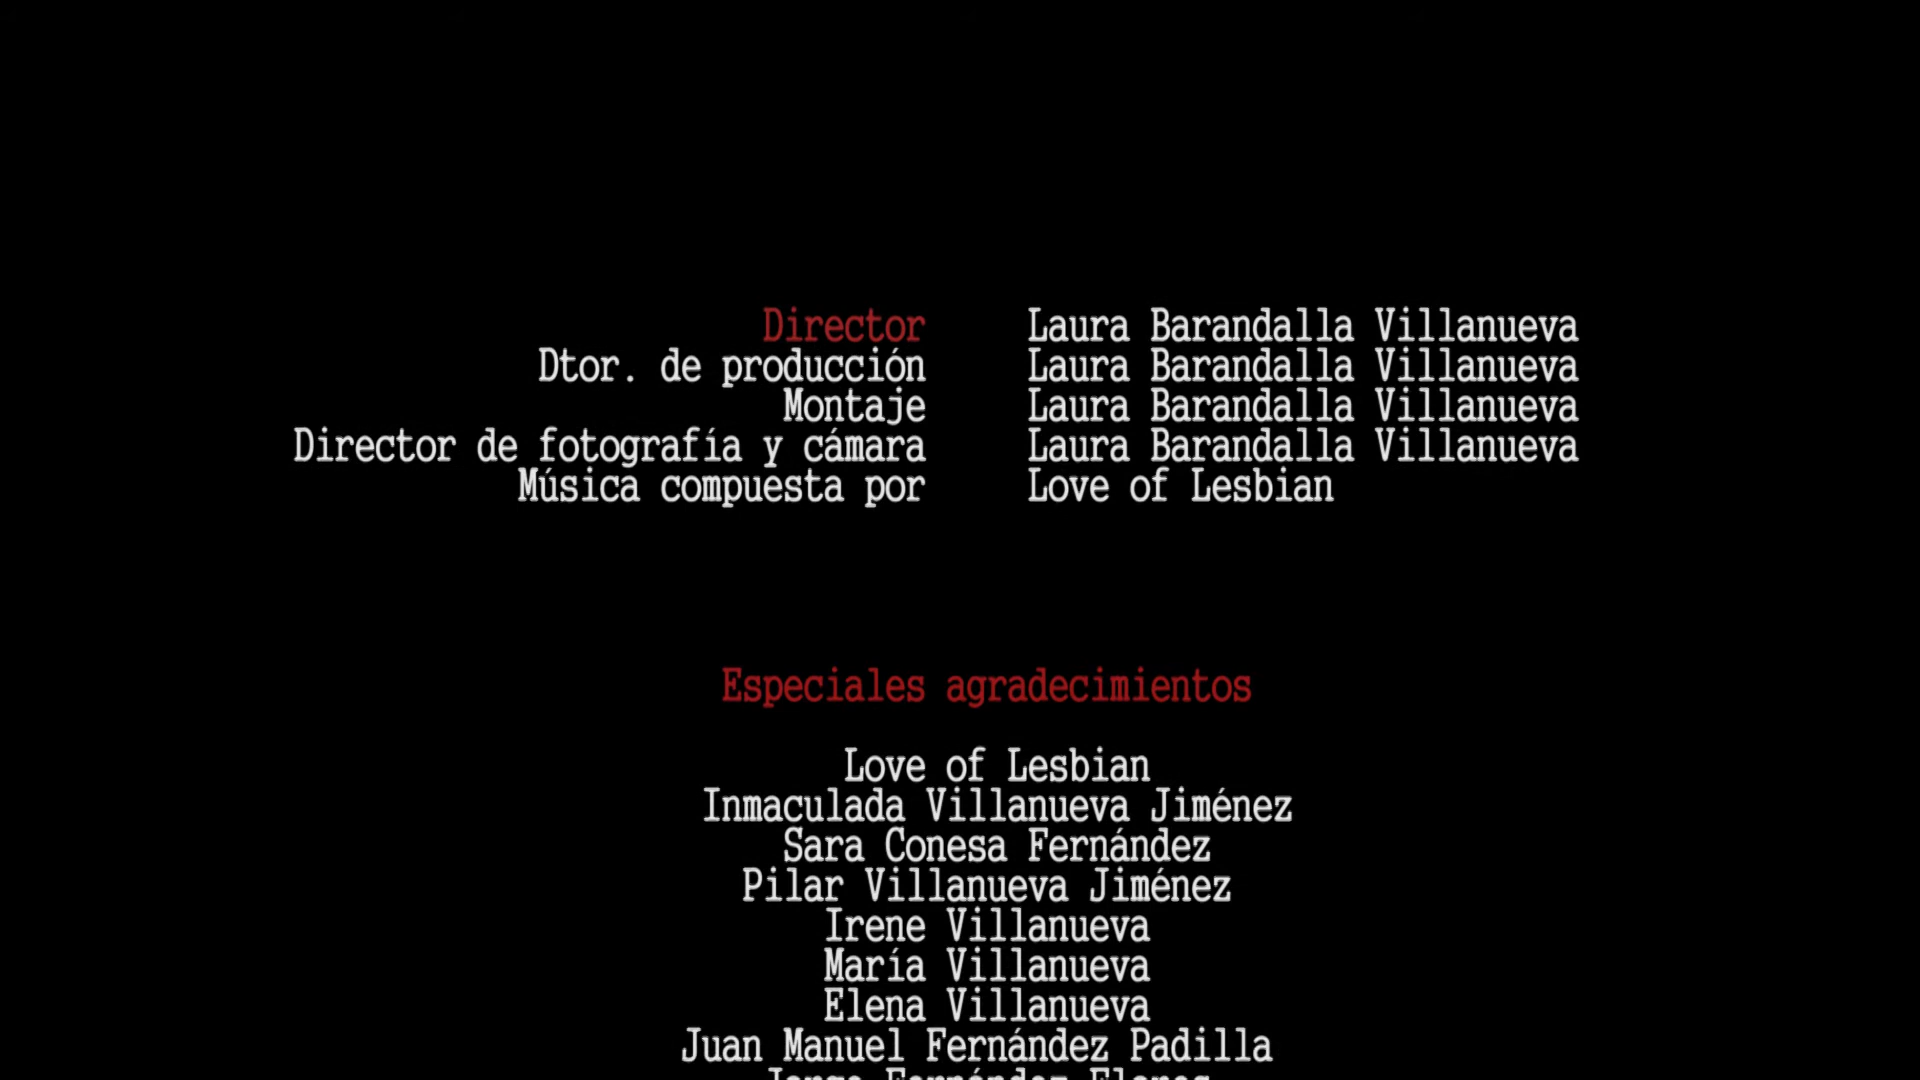 Director Laura Barandalla Villanueva
Dtor. de producción Laura Barandalla Villanueva
Montaje Laura Barandalla Villanueva
Director de fotografía y cámara Laura Barandalla Villanueva
Música compuesta por Love of Lesbian
Especiales agradecimientos
Love of Lesbian
Inmaculada Villanueva Jiménez
Sara Conesa Fernández
Pilar Villanueva Jiménez
Irene Villanueva
María Villanueva
Elena Villanueva
Juan Manuel Fernández Padilla
Jorge Fernández